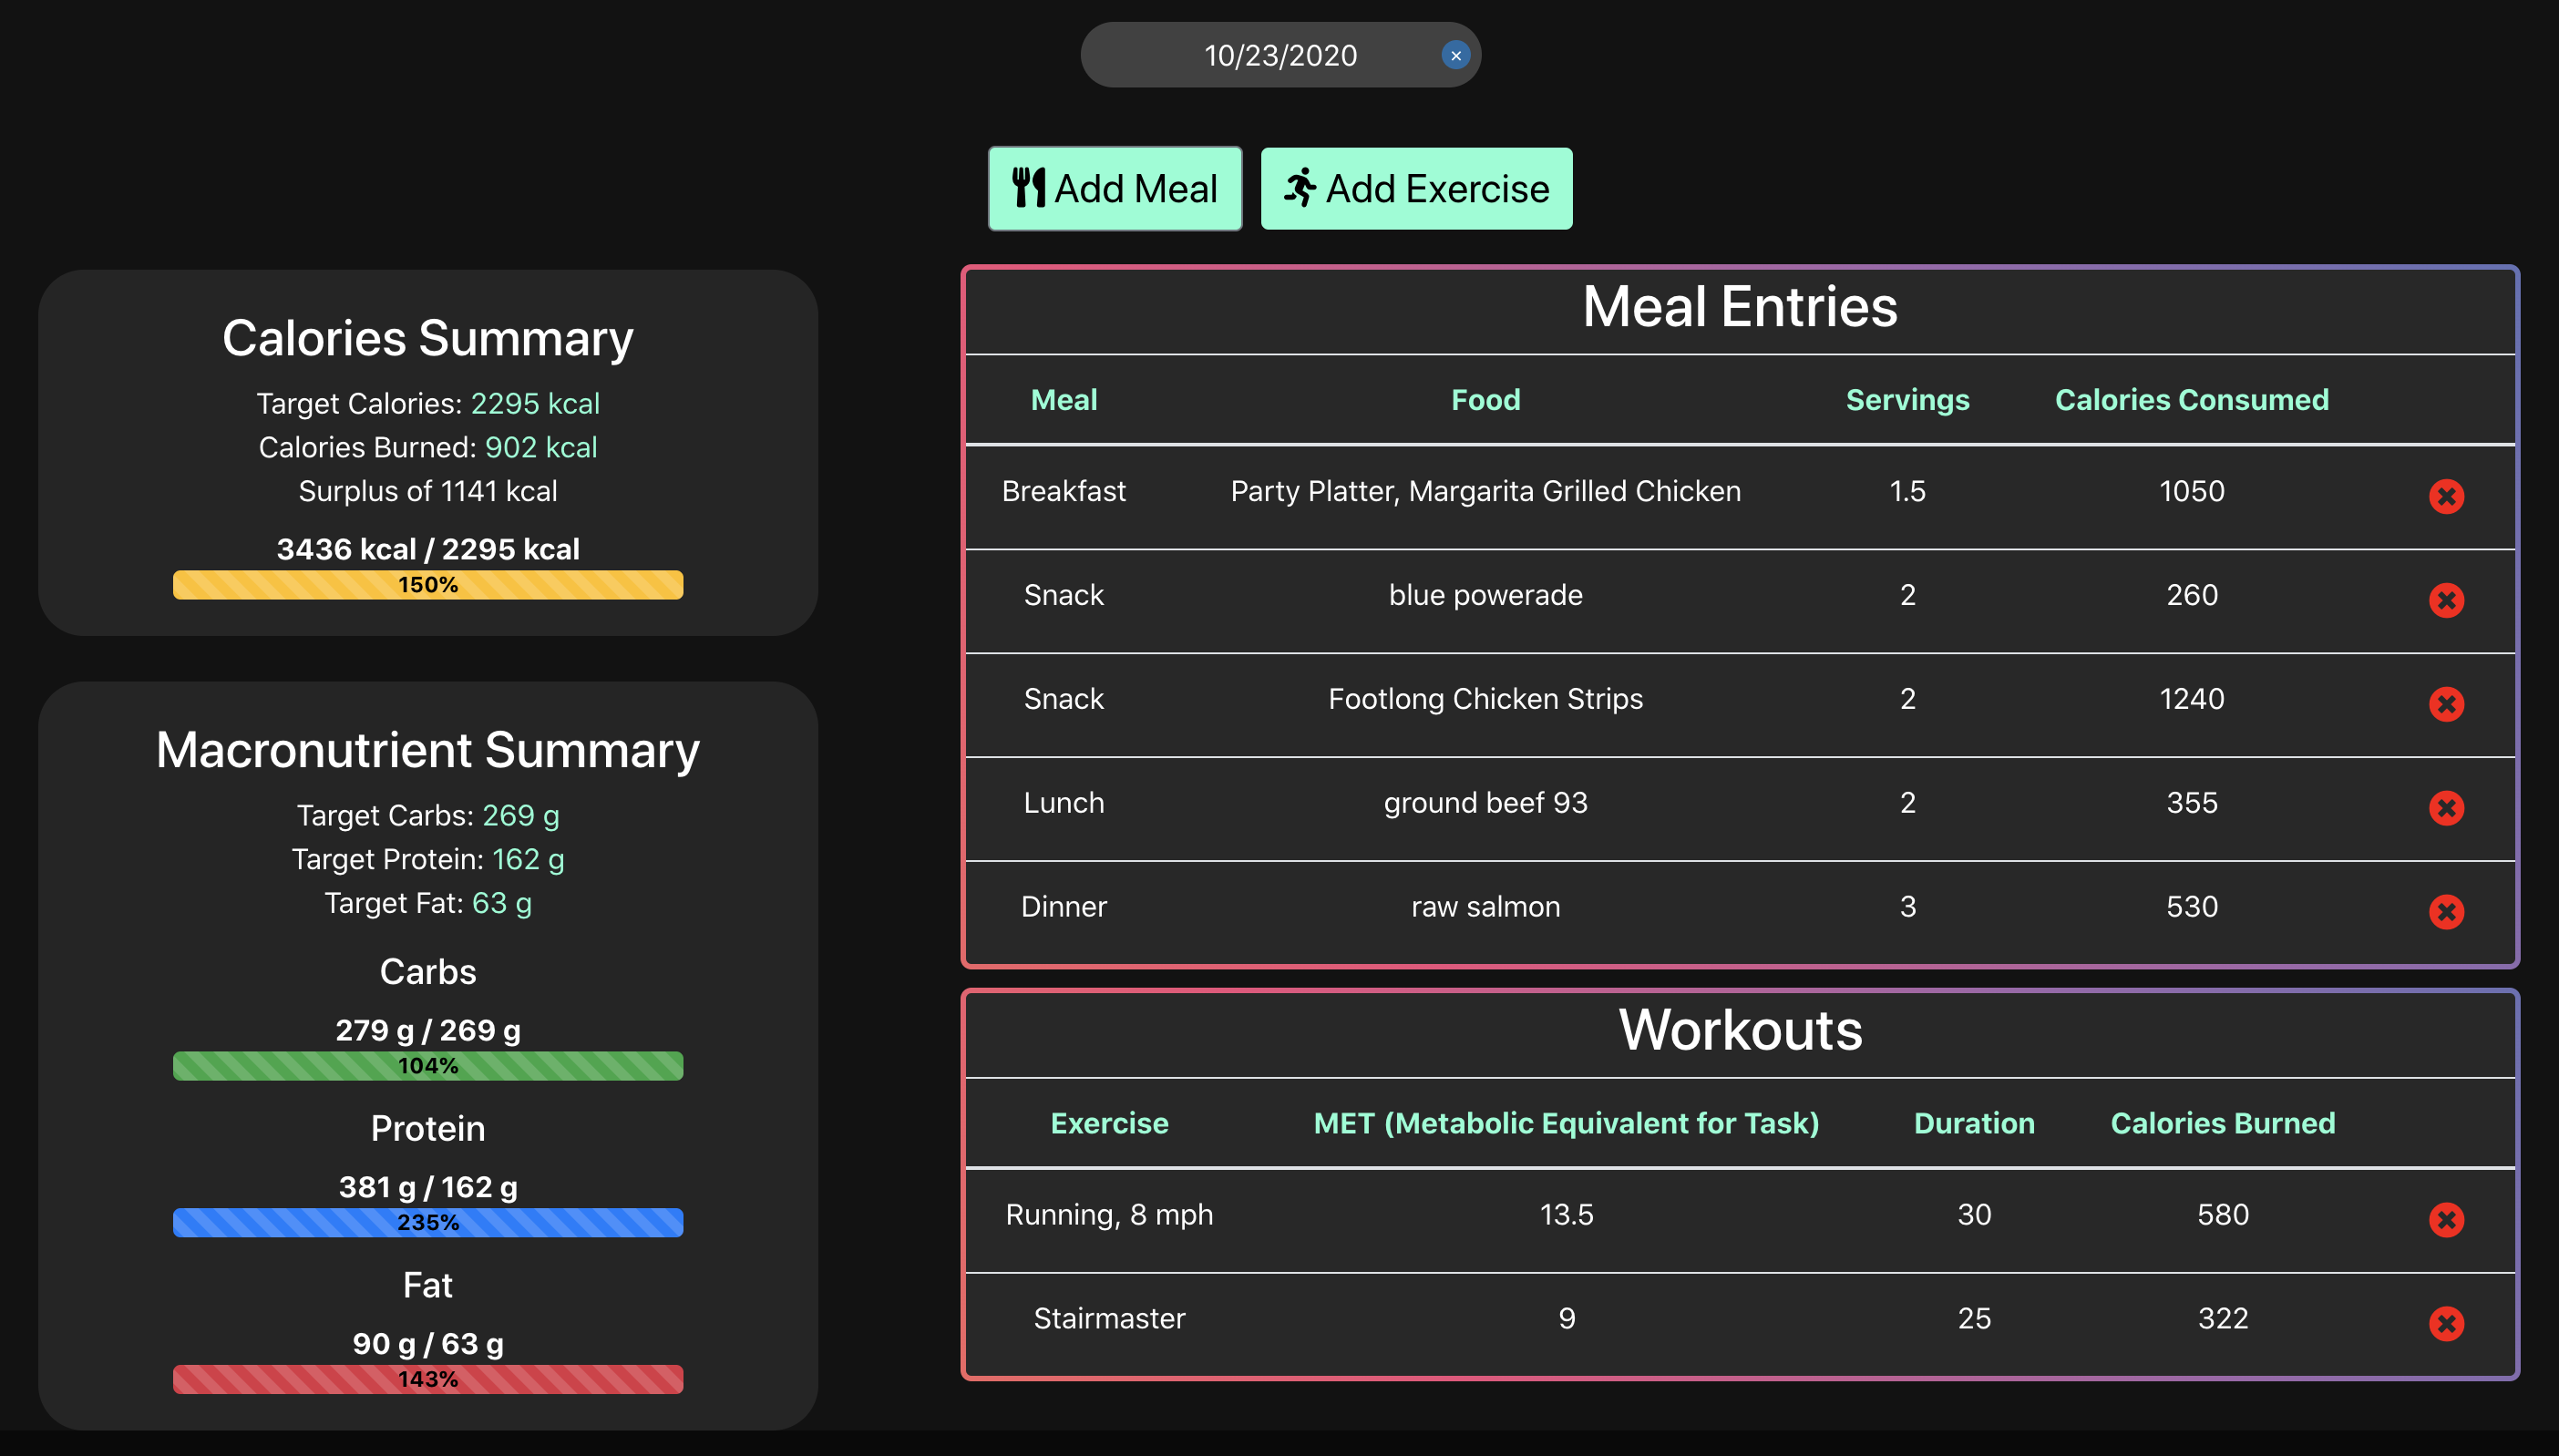 10/23/2020
Add Meal Add Exercise
Calories Summary
Target Calories: 2295 kcal
Calories Burned: 902 kcal
Surplus of 1141 kcal
3436 kcal / 2295 kcal
150%
Macronutrient Summary
Target Carbs: 269 g
Target Protein: 162 g
Target Fat: 63 g
Carbs
279 g / 269 g
104%
Protein
381 g / 162 g
235%
Fat
90 g / 63 g
143%
Meal Entries
Meal Food Servings Calories Consumed
Breakfast Party Platter, Margarita Grilled Chicken 1.5 1050
Snack blue powerade 2 260
Snack Footlong Chicken Strips 2 1240
Lunch ground beef 93 2 355
Dinner raw salmon 3 530
Workouts
Exercise MET (Metabolic Equivalent for Task) Duration Calories Burned
Running, 8 mph 13.5 30 580
Stairmaster 9 25 322